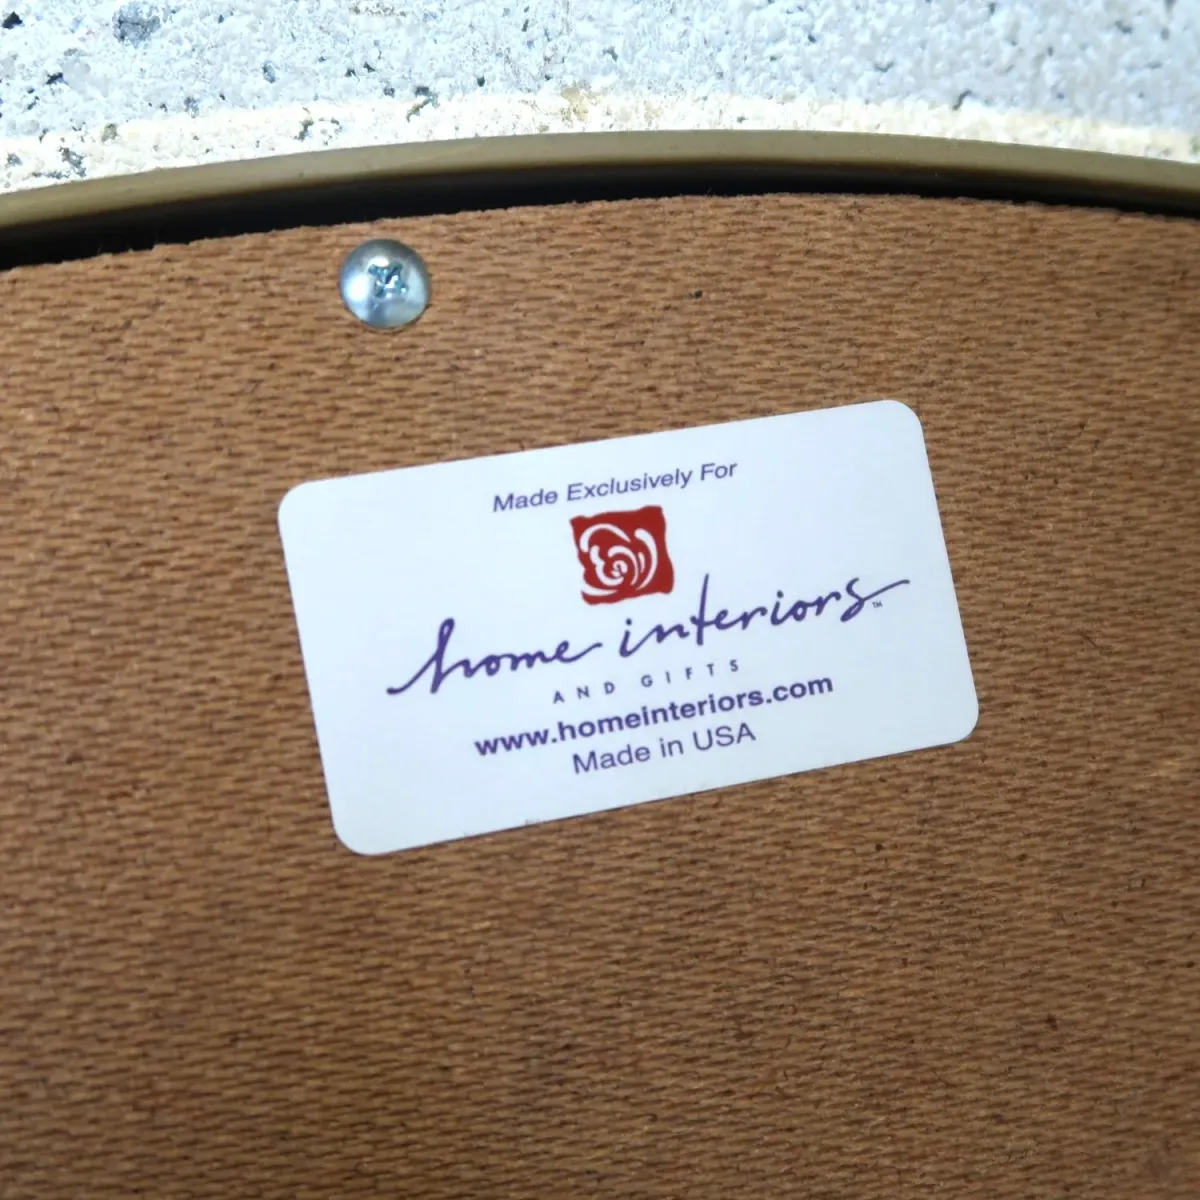 Made Exclusively For
home interiors™
AND GIFTS
www.homeinteriors.com
Made in USA